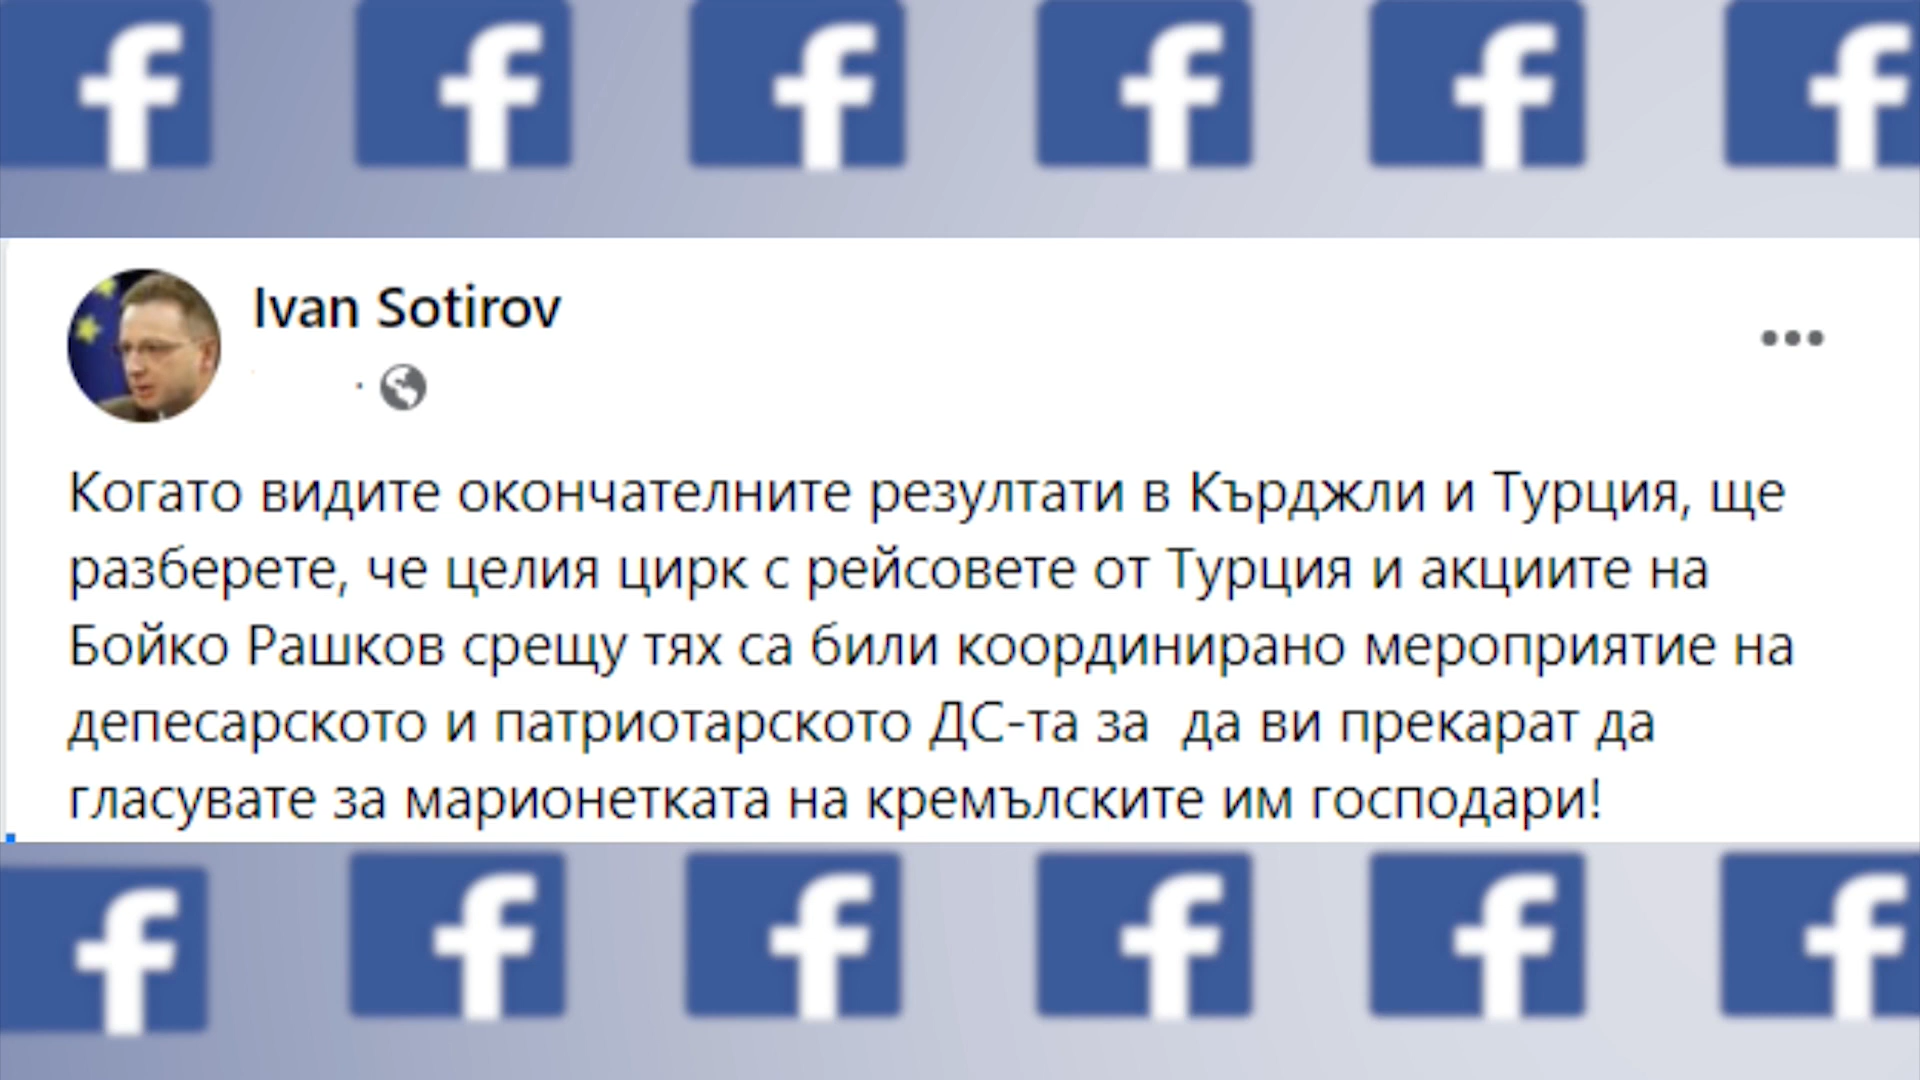 Ivan Sotirov
Когато видите окончателните резултати в Кърджли и Турция, ще
разберете, че целия цирк с рейсовете от Турция и акциите на
Бойко Рашков срещу тях са били координирано мероприятие на
депесарското и патриотарското ДС-та за  да ви прекарат да
гласувате за марионетката на кремълските им господари!